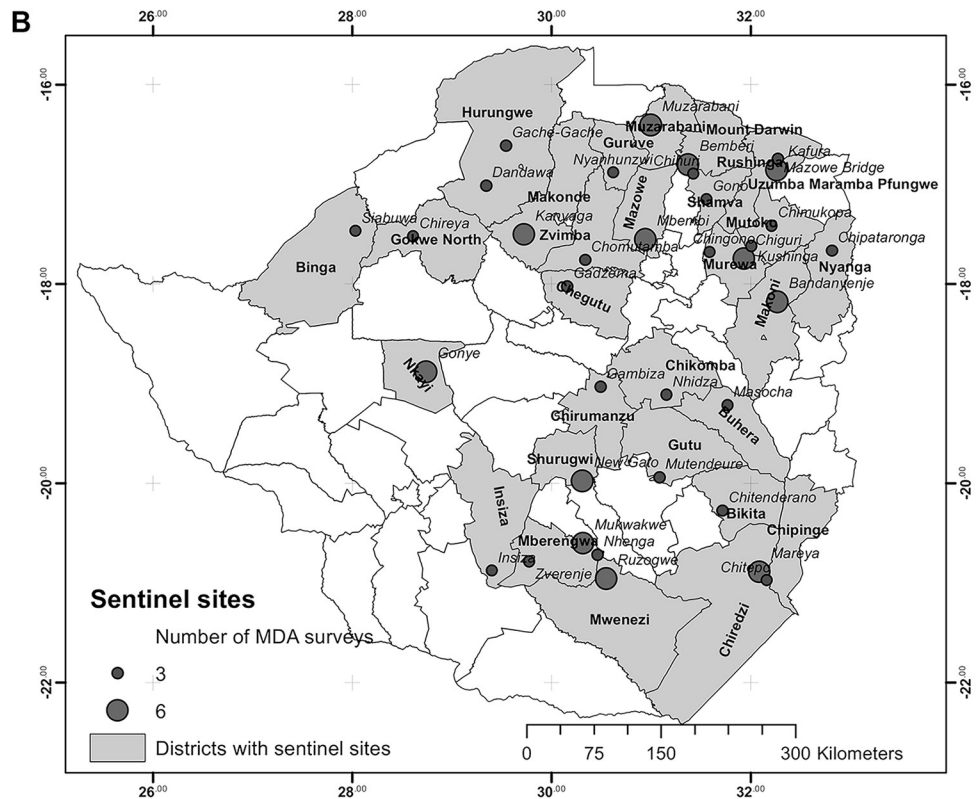 B
26.00 28.00 30.00 32.00
-16.00 -16.00
-18.00 -18.00
-20.00 -20.00
-22.00 -22.00
Muzarabani
Hurungwe
Muzarabani Mount Darwin
Gache-Gache
Guruve Bemberi Kafura
Nyanhunzwi Chihuri Rushinga Mazowe Bridge
Dandawa
Gono Uzumba Maramba Pfungwe
Makonde
Shamva
Mazowe
Siabuwa Chireya Kanyaga Mbembi Mutoko Chimukopa
Gokwe North Zvimba Chomutamba Chingono Chiguri Chipataronga
Kushinga
Binga Gadzema Murewa Nyanga
Chegutu Makoni Bandanyenje
Gonye
Nkayi
Chikomba
Gambiza Nhidza
Masocha
Chirumanzu Buhera
Gutu
Shurugwi New Gato Mutendeure
Insiza Chitenderano
Bikita
Mukwakwe Chipinge
Mberengwa Nhenga
Insiza Ruzogwe Mareya
Zverenje Chitepo
Mwenezi Chiredzi
Sentinel sites
Number of MDA surveys
3
6
Districts with sentinel sites
0 75 150 300 Kilometers
26.00 28.00 30.00 32.00